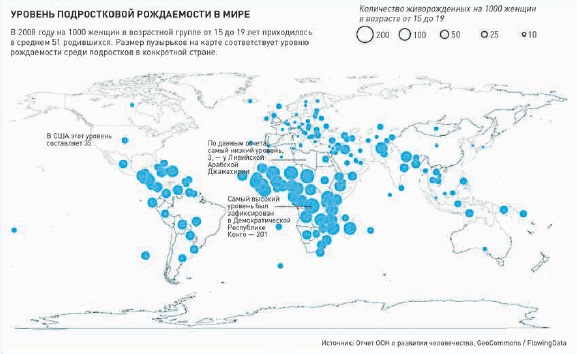 УРОВЕНЬ ПОДРОСТКОВОЙ РОЖДАЕМОСТИ В МИРЕ
В 2008 году на 1000 женщин в возрастной группе от 15 до 19 лет приходилось
в среднем 51 родившихся. Размер пузырьков на карте соответствует уровню
рождаемости среди подростков в конкретной стране.
Количество живорожденных на 1000 женщин
в возрасте от 15 до 19
200 100 50 25 10
В США этот уровень
составляет 35
По данным отчета,
самый низкий уровень,
3, — у Ливийской
Арабской
Джамахирии
Самый высокий
уровень был
зафиксирован
в Демократической
Республике
Конго — 201
Источник: Отчет ООН о развитии человечества, GeoCommons / FlowingData